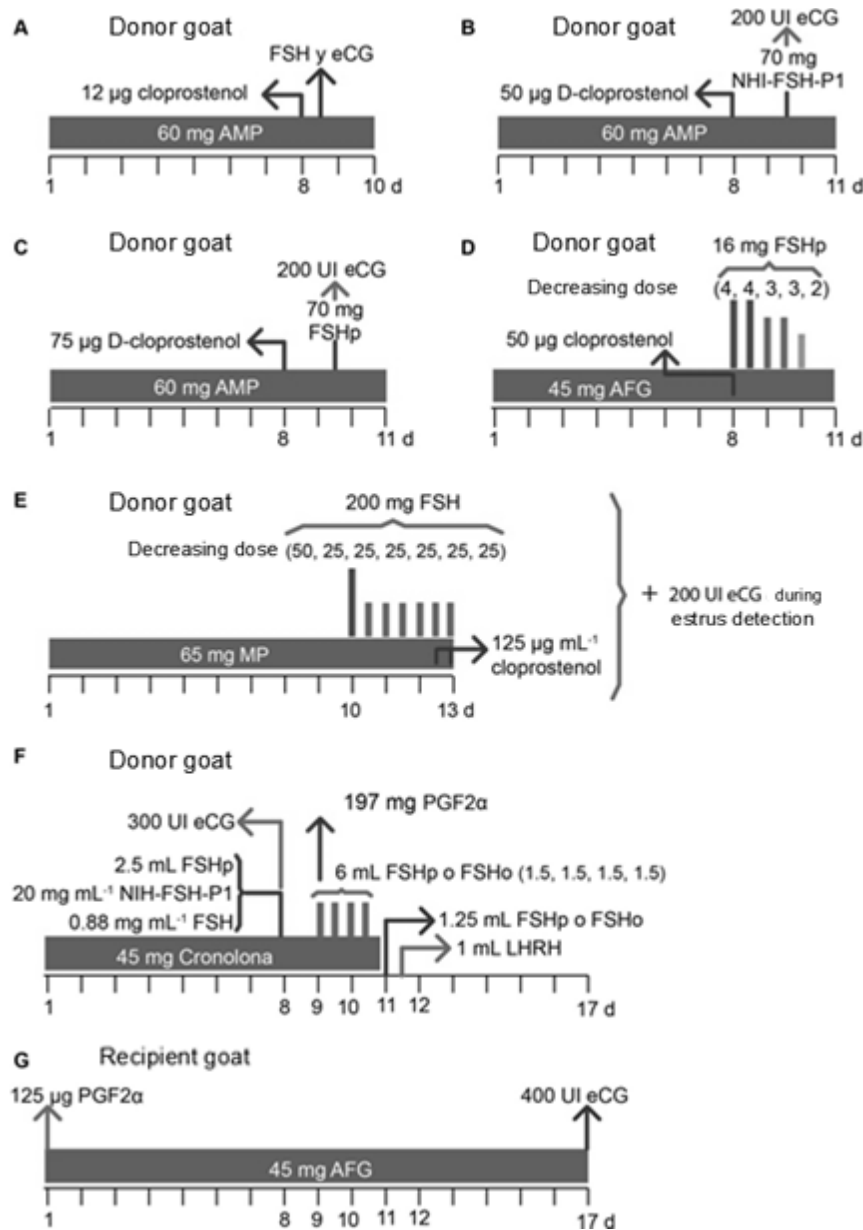 A
Donor goat
FSH y eCG
12 µg cloprostenol
60 mg AMP
1 8 10 d
B
Donor goat
200 UI eCG
70 mg
NHI-FSH-P1
50 µg D-cloprostenol
60 mg AMP
1 8 11 d
C
Donor goat
200 UI eCG
70 mg
FSHp
75 µg D-cloprostenol
60 mg AMP
1 8 11 d
D
Donor goat
16 mg FSHp
Decreasing dose (4, 4, 3, 3, 2)
50 µg cloprostenol
45 mg AFG
1 8 11 d
E
Donor goat
200 mg FSH
Decreasing dose (50, 25, 25, 25, 25, 25, 25)
65 mg MP
125 µg mL⁻¹
cloprostenol
1 10 13 d
+ 200 UI eCG during
estrus detection
F
Donor goat
197 mg PGF2α
300 UI eCG
2.5 mL FSHp
20 mg mL⁻¹ NIH-FSH-P1
0.88 mg mL⁻¹ FSH
6 mL FSHp o FSHo (1.5, 1.5, 1.5, 1.5)
1.25 mL FSHp o FSHo
1 mL LHRH
45 mg Cronolona
1 8 9 10 11 12 17 d
G
Recipient goat
125 µg PGF2α
400 UI eCG
45 mg AFG
1 8 9 10 11 12 17 d